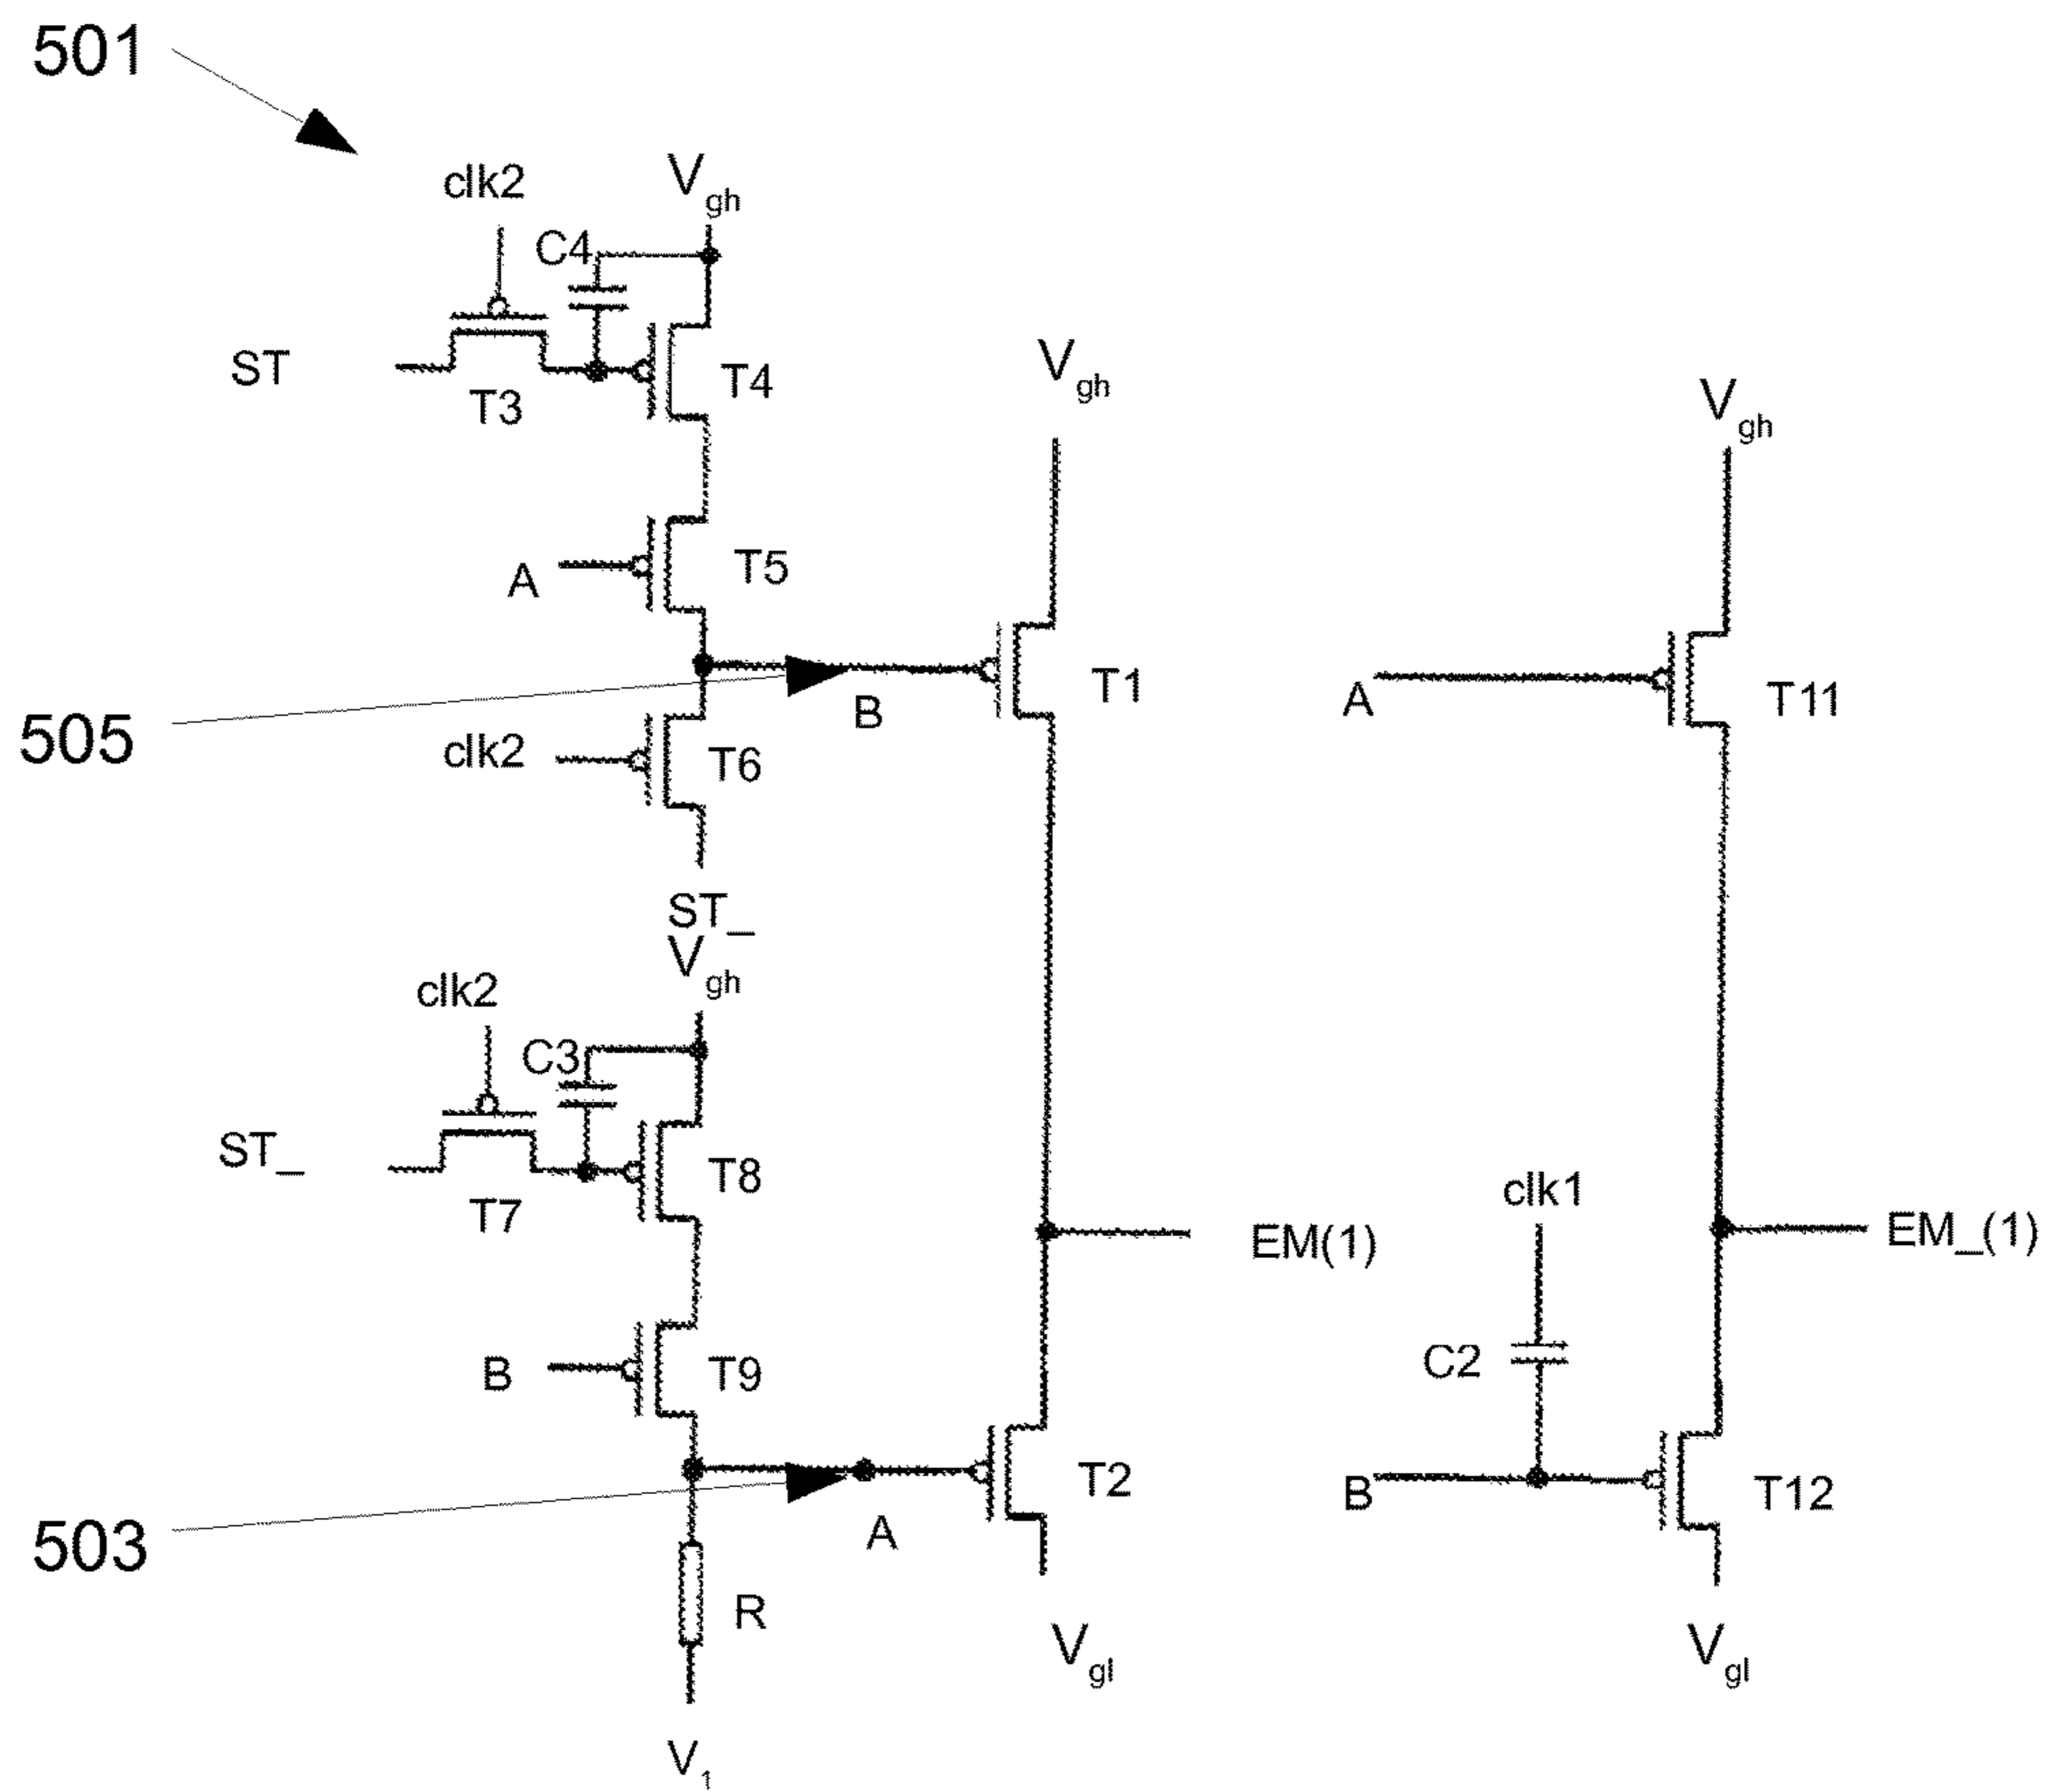 501
clk2
Vgh
C4
ST
T3
T4
Vgh
Vgh
A
T5
505
B
T1
A
T11
clk2
T6
ST_
Vgh
clk2
C3
ST_
T7
T8
clk1
EM(1)
EM_(1)
B
T9
C2
503
A
T2
B
T12
R
Vgl
Vgl
V1